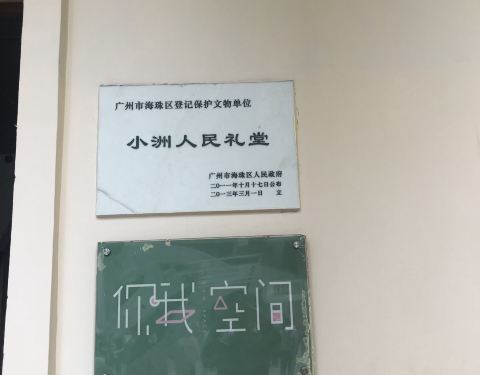 广州市海珠区登记保护文物单位
小洲人民礼堂
广州市海珠区人民政府
二〇一一年十月十七日公布
二〇一三年三月一日 立
你我空间